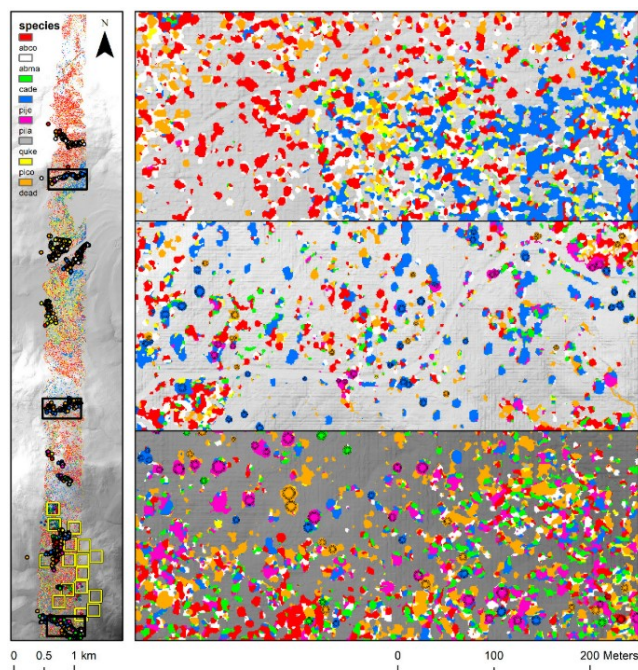 species
N
abco
abma
cade
pije
pila
quke
pico
dead
0 0.5 1 km
0 100 200 Meters